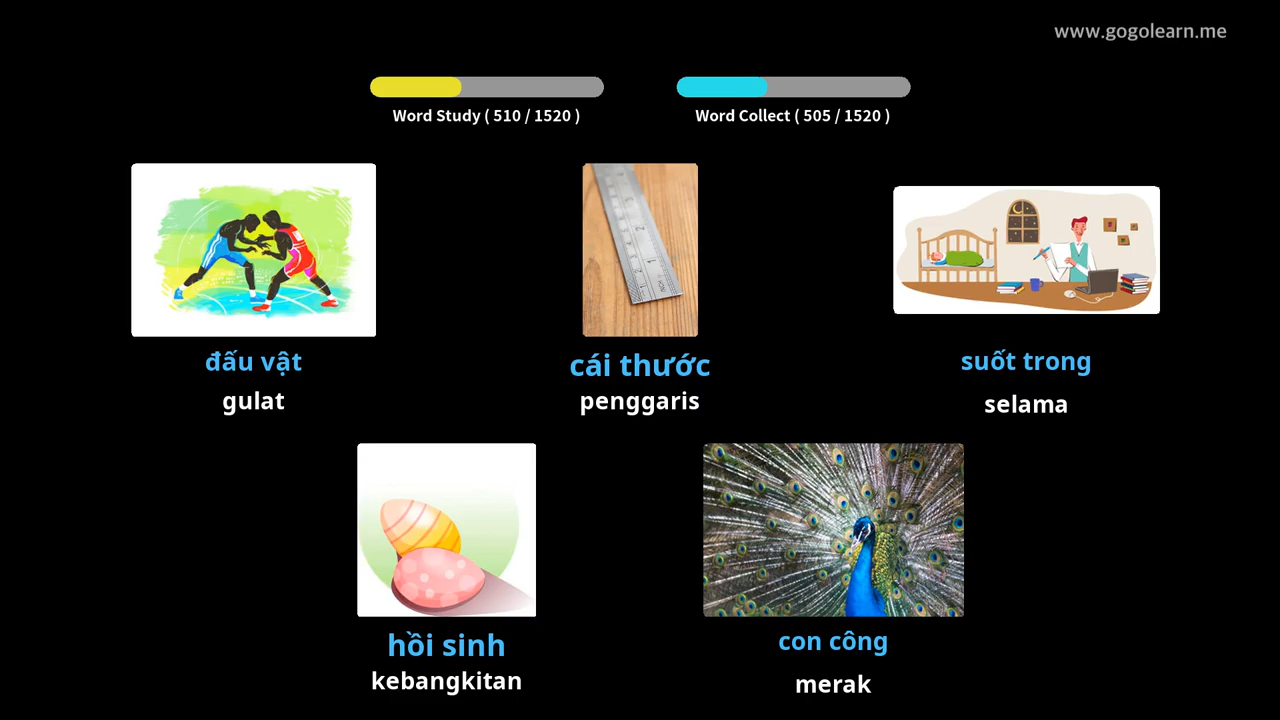 www.gogolearn.me
Word Study ( 510 / 1520 )
Word Collect ( 505 / 1520 )
đấu vật
gulat
cái thước
penggaris
suốt trong
selama
hồi sinh
kebangkitan
con công
merak